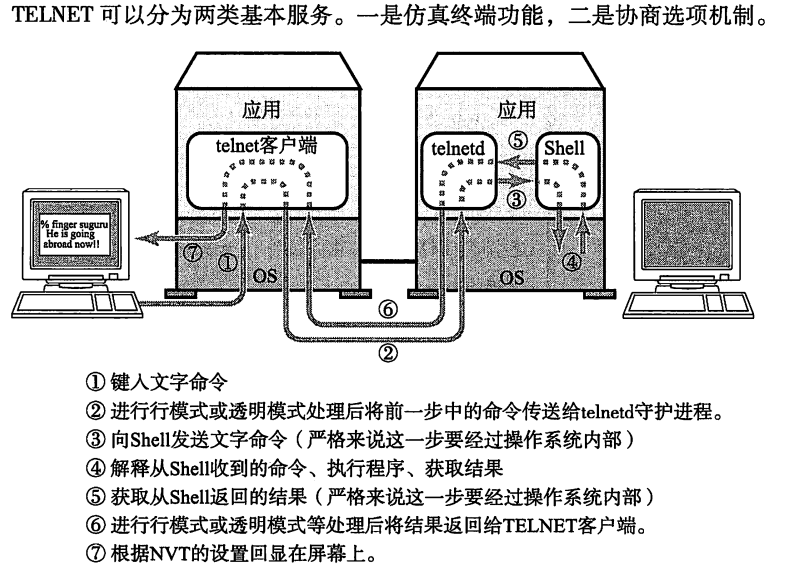 TELNET 可以分为两类基本服务。一是仿真终端功能，二是协商选项机制。
应用
应用
telnet客户端
telnetd
⑤
Shell
③
% finger suguru
He is going
abroad now!!
⑦
①
OS
④
OS
⑥
②
① 键入文字命令
② 进行行模式或透明模式处理后将前一步中的命令传送给telnetd守护进程。
③ 向Shell发送文字命令（严格来说这一步要经过操作系统内部）
④ 解释从Shell收到的命令、执行程序、获取结果
⑤ 获取从Shell返回的结果（严格来说这一步要经过操作系统内部）
⑥ 进行行模式或透明模式等处理后将结果返回给TELNET客户端。
⑦ 根据NVT的设置回显在屏幕上。